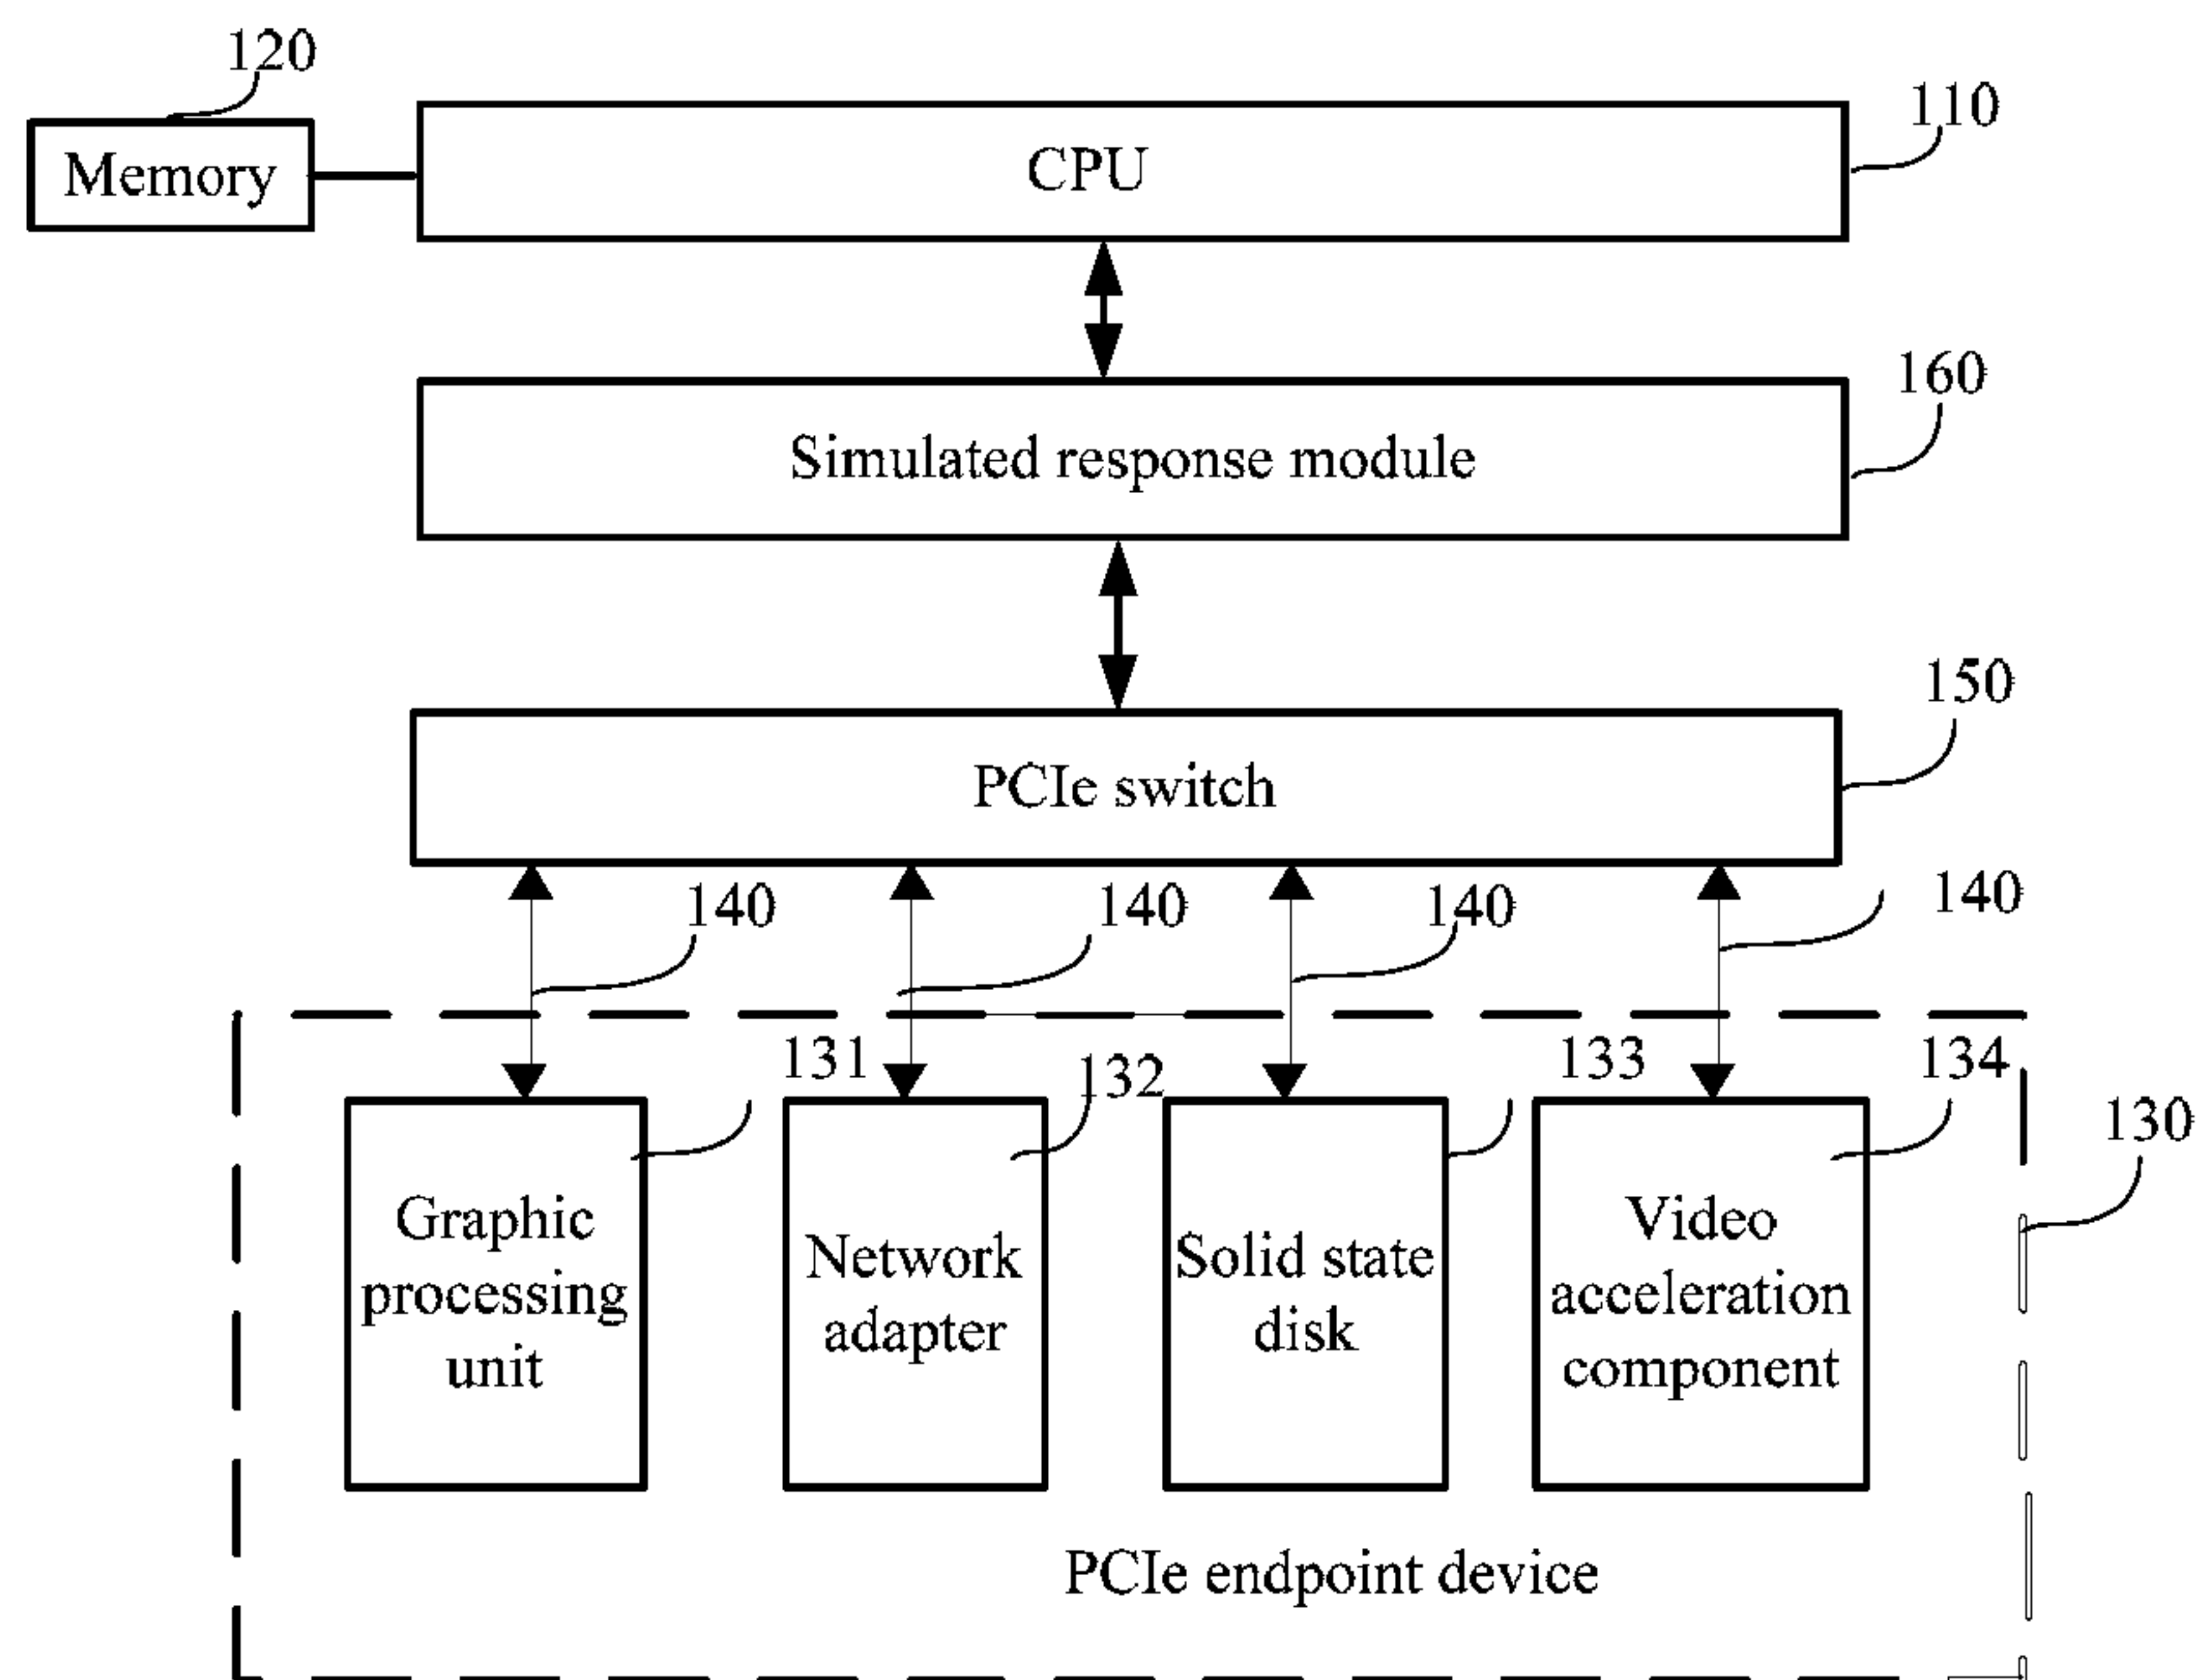 120
110
Memory
CPU
160
Simulated response module
150
PCIe switch
140
140
140
140
131
132
133
134
130
Graphic
processing
unit
Network
adapter
Solid state
disk
Video
acceleration
component
PCIe endpoint device